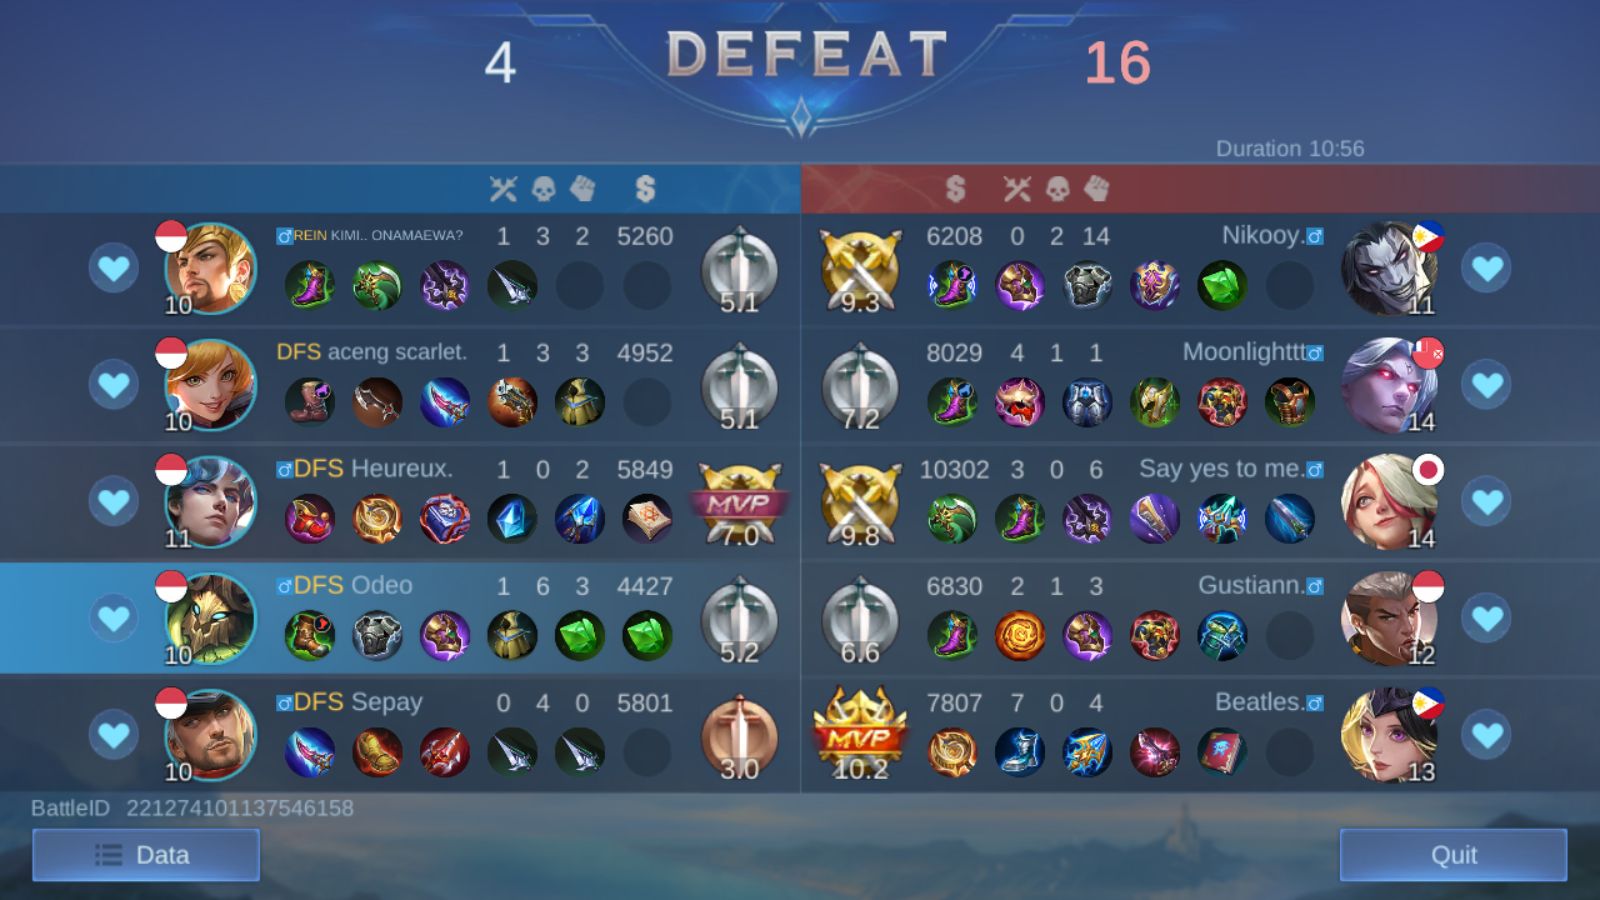 4 DEFEAT 16
Duration 10:56
REIN KIMI.. ONAMAEWA? 1 3 2 5260
10 5.1
6208 0 2 14 Nikooy.
9.3 11
DFS aceng scarlet. 1 3 3 4952
10 5.1
8029 4 1 1 Moonlighttt
7.2 14
DFS Heureux. 1 0 2 5849
11 MVP 7.0
10302 3 0 6 Say yes to me.
9.8 14
DFS Odeo 1 6 3 4427
10 5.2
6830 2 1 3 Gustiann.
6.6 12
DFS Sepay 0 4 0 5801
10 3.0
7807 7 0 4 Beatles.
MVP 10.2 13
BattleID 221274101137546158
Data
Quit